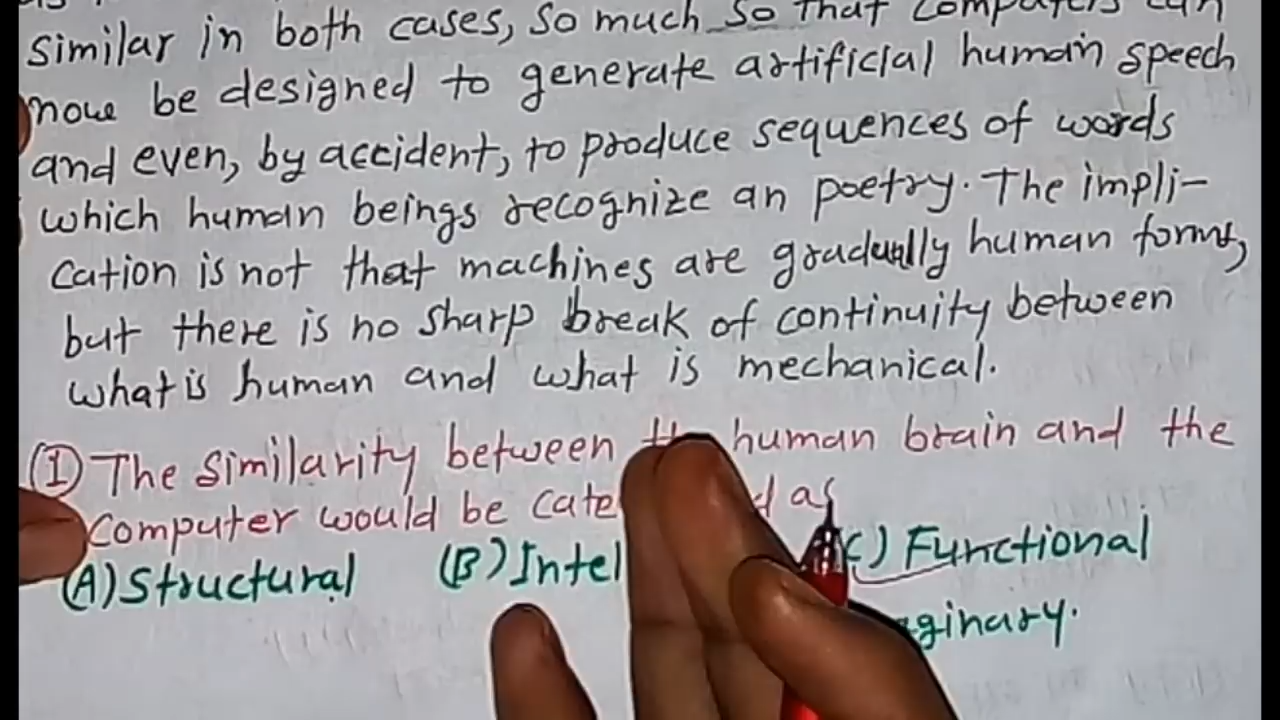 similar in both cases, so much so that computers can
now be designed to generate artificial human speech
and even, by accident, to produce sequences of words
which human beings recognize an poetry. The impli-
cation is not that machines are gradually human forms,
but there is no sharp break of continuity between
what is human and what is mechanical.
(I) The similarity between human brain and the
computer would be as
(A) Structural (B) (C) Functional